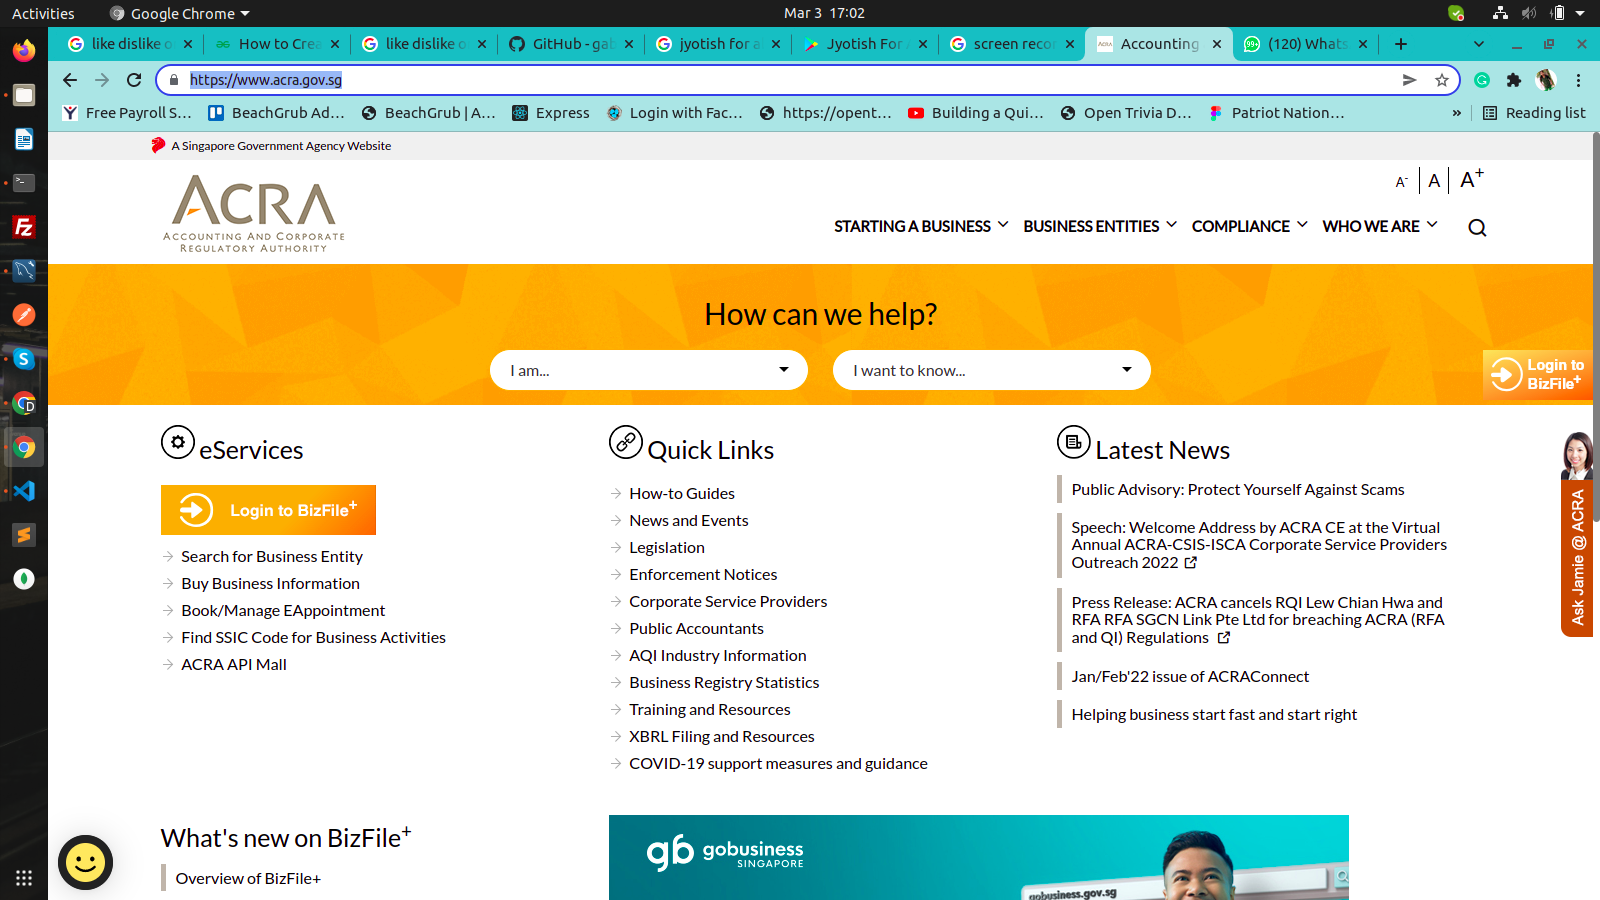 Activities
Google Chrome
Mar 3 17:02
like dislike o
How to Crea
like dislike o
GitHub - gab
jyotish for a
Jyotish For A
screen recor
Accounting
(120) Whats
https://www.acra.gov.sg
Free Payroll S...
BeachGrub Ad...
BeachGrub | A...
Express
Login with Fac...
https://opent...
Building a Qui...
Open Trivia D...
Patriot Nation...
»
Reading list
A Singapore Government Agency Website
A- A A+
ACRA
ACCOUNTING AND CORPORATE
REGULATORY AUTHORITY
STARTING A BUSINESS
BUSINESS ENTITIES
COMPLIANCE
WHO WE ARE
How can we help?
I am...
I want to know...
Login to
BizFile+
eServices
Login to BizFile+
Search for Business Entity
Buy Business Information
Book/Manage EAppointment
Find SSIC Code for Business Activities
ACRA API Mall
Quick Links
How-to Guides
News and Events
Legislation
Enforcement Notices
Corporate Service Providers
Public Accountants
AQI Industry Information
Business Registry Statistics
Training and Resources
XBRL Filing and Resources
COVID-19 support measures and guidance
Latest News
Public Advisory: Protect Yourself Against Scams
Speech: Welcome Address by ACRA CE at the Virtual
Annual ACRA-CSIS-ISCA Corporate Service Providers
Outreach 2022
Press Release: ACRA cancels RQI Lew Chian Hwa and
RFA RFA SGCN Link Pte Ltd for breaching ACRA (RFA
and QI) Regulations
Jan/Feb'22 issue of ACRAConnect
Helping business start fast and start right
Ask Jamie @ ACRA
What's new on BizFile+
Overview of BizFile+
gb gobusiness
SINGAPORE
gobusiness.gov.sg